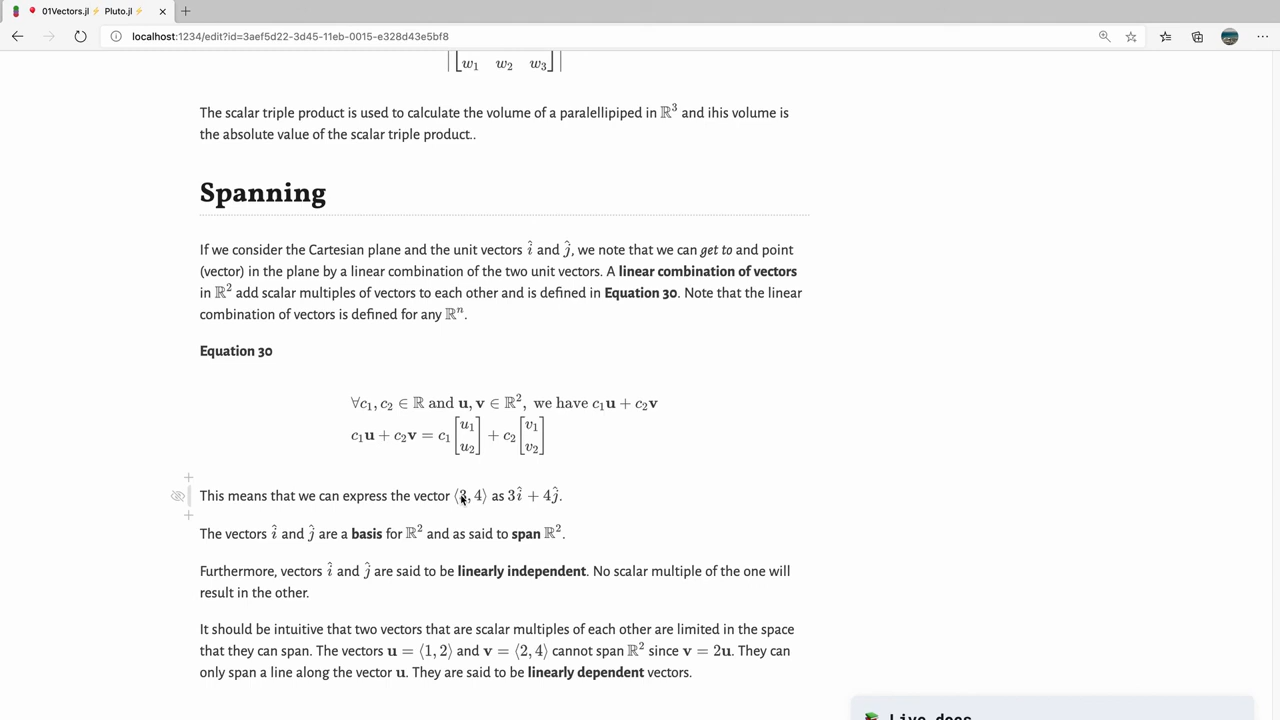 01Vectors.jl ⚡ Pluto.jl ⚡
localhost:1234/edit?id=3aef5d22-3d45-11eb-0015-e328d43e5bf8
w₁ w₂ w₃
The scalar triple product is used to calculate the volume of a paralellipiped in ℝ³ and ihis volume is
the absolute value of the scalar triple product..
Spanning
If we consider the Cartesian plane and the unit vectors î and ĵ, we note that we can get to and point
(vector) in the plane by a linear combination of the two unit vectors. A linear combination of vectors
in ℝ² add scalar multiples of vectors to each other and is defined in Equation 30. Note that the linear
combination of vectors is defined for any ℝⁿ.
Equation 30
∀c₁, c₂ ∈ ℝ and u, v ∈ ℝ², we have c₁u + c₂v
c₁u + c₂v = c₁ [u₁ u₂] + c₂ [v₁ v₂]
This means that we can express the vector ⟨3, 4⟩ as 3î + 4ĵ.
The vectors î and ĵ are a basis for ℝ² and as said to span ℝ².
Furthermore, vectors î and ĵ are said to be linearly independent. No scalar multiple of the one will
result in the other.
It should be intuitive that two vectors that are scalar multiples of each other are limited in the space
that they can span. The vectors u = ⟨1, 2⟩ and v = ⟨2, 4⟩ cannot span ℝ² since v = 2u. They can
only span a line along the vector u. They are said to be linearly dependent vectors.
Live docs